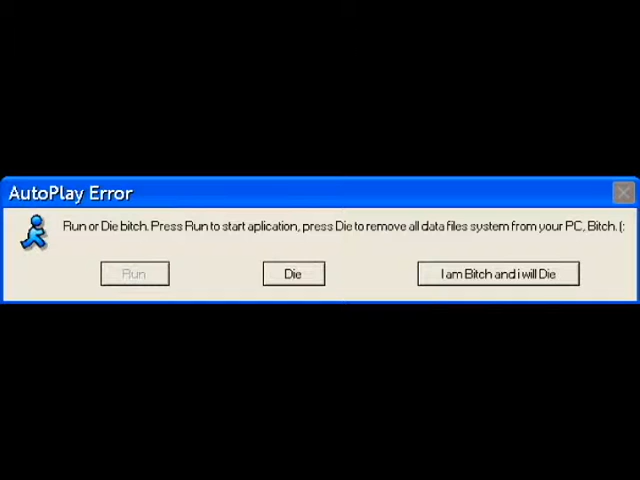 AutoPlay Error
Run or Die bitch. Press Run to start aplication, press Die to remove all data files system from your PC, Bitch. (:
Run
Die
I am Bitch and i will Die